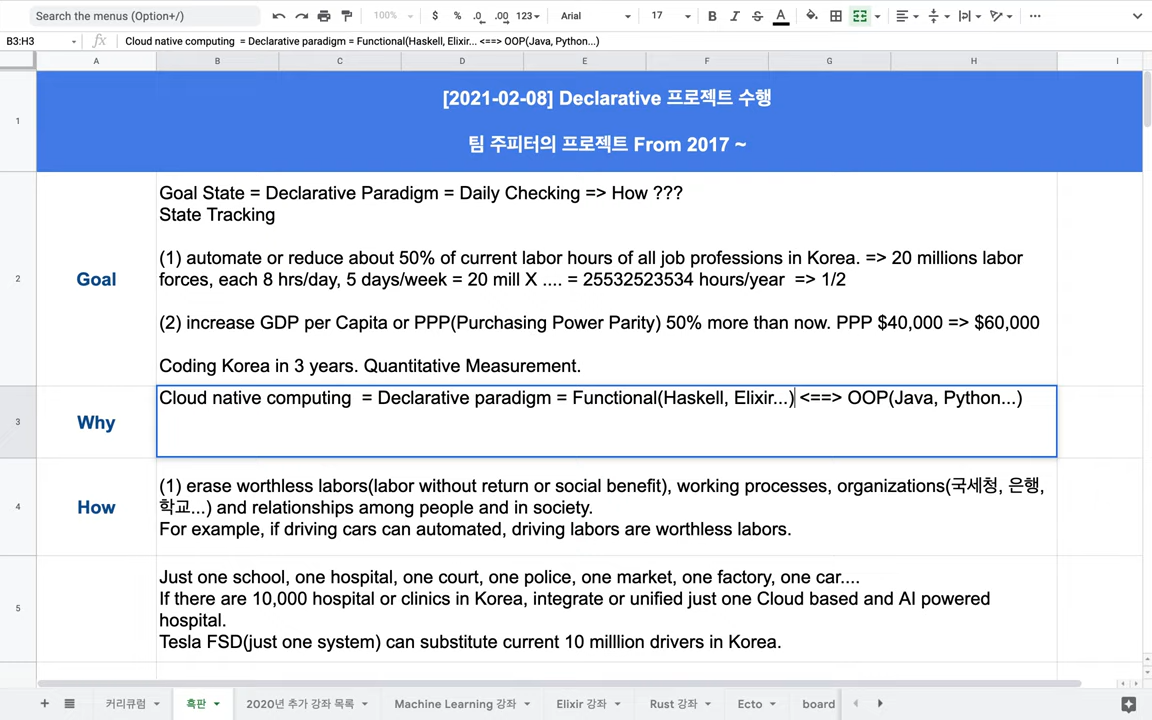 Search the menus (Option+/)
100%
$
%
.0
.00
123
Arial
17
B
I
S
A
B3:H3
fx
Cloud native computing  = Declarative paradigm = Functional(Haskell, Elixir... <==> OOP(Java, Python...)
A
B
C
D
E
F
G
H
I
1
[2021-02-08] Declarative 프로젝트 수행
팀 주피터의 프로젝트 From 2017 ~
2
Goal
Goal State = Declarative Paradigm = Daily Checking => How ???
State Tracking
(1) automate or reduce about 50% of current labor hours of all job professions in Korea. => 20 millions labor
forces, each 8 hrs/day, 5 days/week = 20 mill X .... = 25532523534 hours/year  => 1/2
(2) increase GDP per Capita or PPP(Purchasing Power Parity) 50% more than now. PPP $40,000 => $60,000
Coding Korea in 3 years. Quantitative Measurement.
3
Why
Cloud native computing  = Declarative paradigm = Functional(Haskell, Elixir...) <==> OOP(Java, Python...)
4
How
(1) erase worthless labors(labor without return or social benefit), working processes, organizations(국세청, 은행,
학교...) and relationships among people and in society.
For example, if driving cars can automated, driving labors are worthless labors.
5
Just one school, one hospital, one court, one police, one market, one factory, one car....
If there are 10,000 hospital or clinics in Korea, integrate or unified just one Cloud based and AI powered
hospital.
Tesla FSD(just one system) can substitute current 10 milllion drivers in Korea.
커리큐럼
흑판
2020년 추가 강좌 목록
Machine Learning 강좌
Elixir 강좌
Rust 강좌
Ecto
board